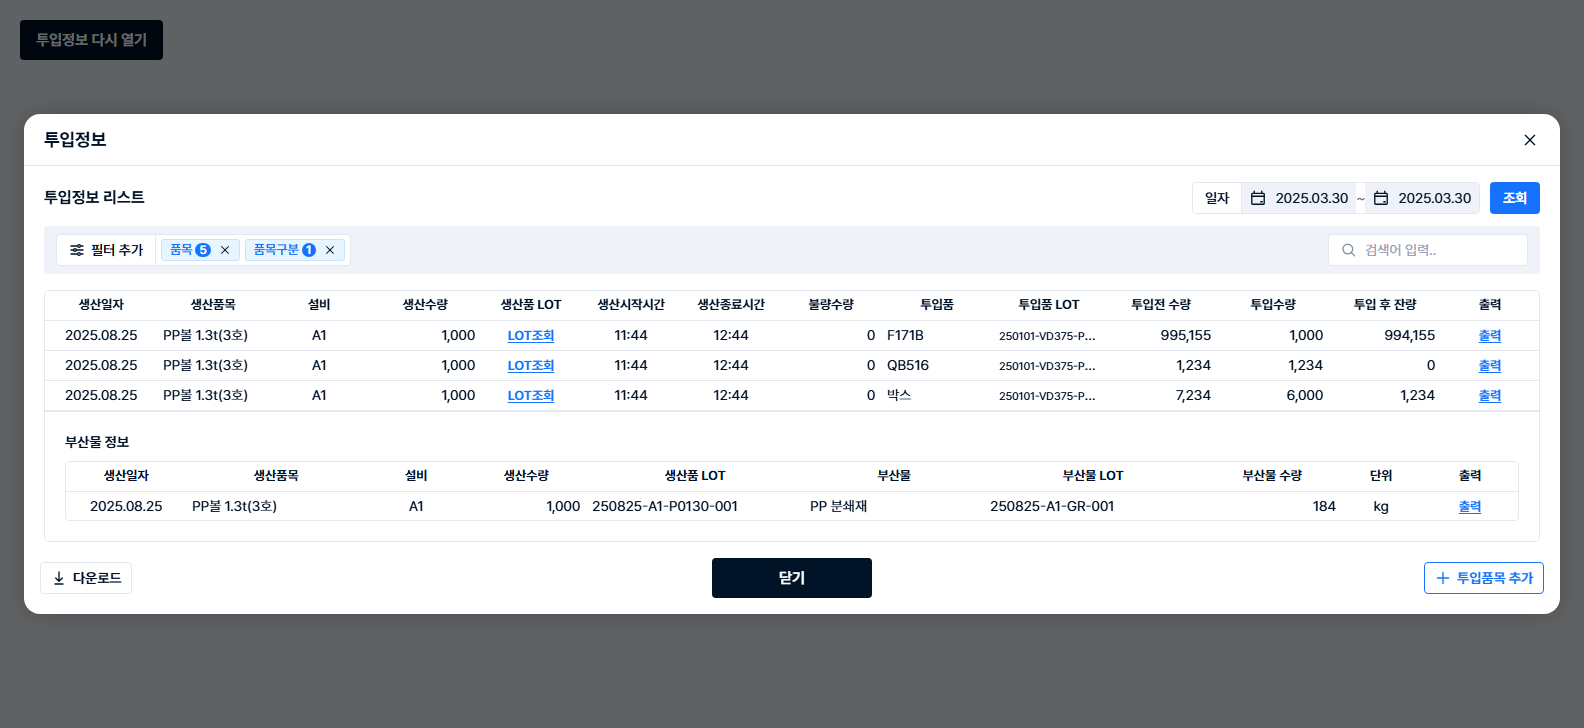 투입정보 다시 열기
투입정보
투입정보 리스트
일자 2025.03.30 ~ 2025.03.30 조회
필터 추가 품목 5 품목구분 1 검색어 입력..
생산일자 생산품목 설비 생산수량 생산품 LOT 생산시작시간 생산종료시간 불량수량 투입품 투입품 LOT 투입전 수량 투입수량 투입 후 잔량 출력
2025.08.25 PP볼 1.3t(3호) A1 1,000 LOT조회 11:44 12:44 0 F171B 250101-VD375-P... 995,155 1,000 994,155 출력
2025.08.25 PP볼 1.3t(3호) A1 1,000 LOT조회 11:44 12:44 0 QB516 250101-VD375-P... 1,234 1,234 0 출력
2025.08.25 PP볼 1.3t(3호) A1 1,000 LOT조회 11:44 12:44 0 박스 250101-VD375-P... 7,234 6,000 1,234 출력
부산물 정보
생산일자 생산품목 설비 생산수량 생산품 LOT 부산물 부산물 LOT 부산물 수량 단위 출력
2025.08.25 PP볼 1.3t(3호) A1 1,000 250825-A1-P0130-001 PP 분쇄재 250825-A1-GR-001 184 kg 출력
다운로드 닫기 투입품목 추가